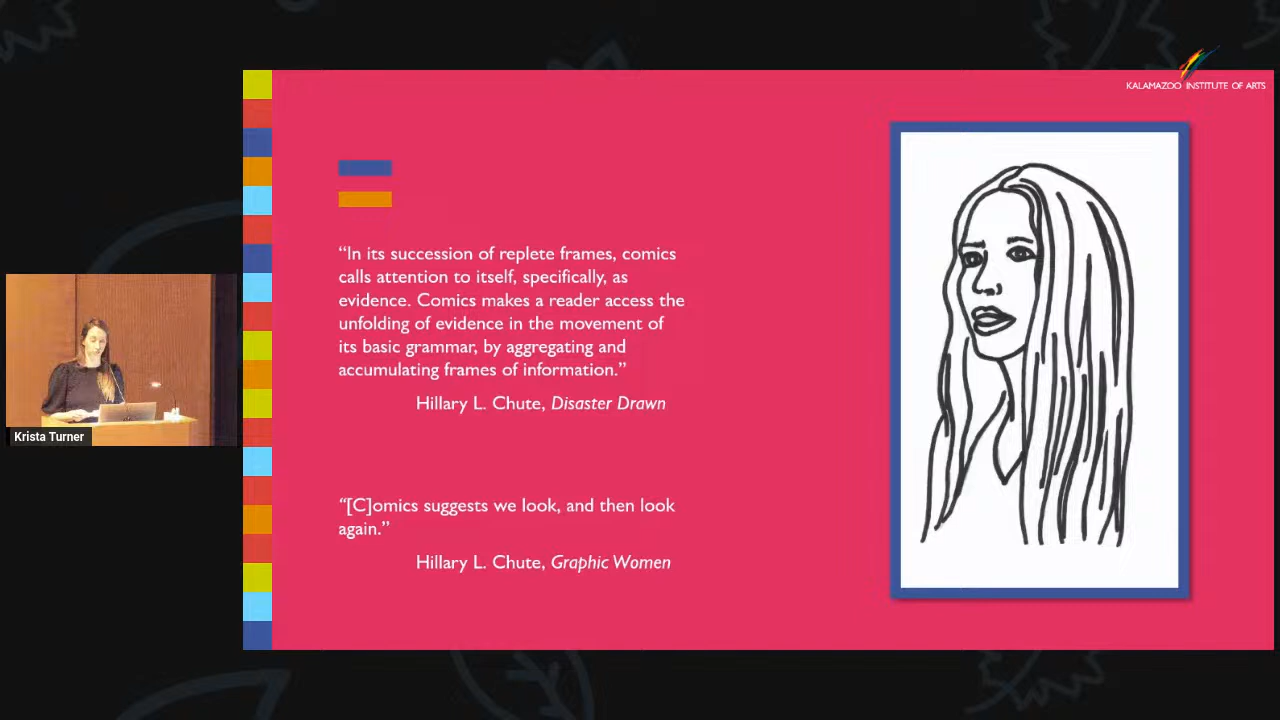 KALAMAZOO INSTITUTE OF ARTS
“In its succession of replete frames, comics
calls attention to itself, specifically, as
evidence. Comics makes a reader access the
unfolding of evidence in the movement of
its basic grammar, by aggregating and
accumulating frames of information.”
Hillary L. Chute, Disaster Drawn
“[C]omics suggests we look, and then look
again.”
Hillary L. Chute, Graphic Women
Krista Turner